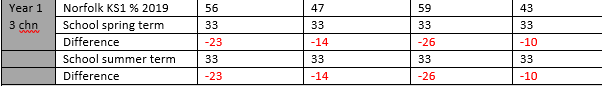 Year 1 Norfolk KS1 % 2019 56 47 59 43
3 chn School spring term 33 33 33 33
Difference -23 -14 -26 -10
School summer term 33 33 33 33
Difference -23 -14 -26 -10